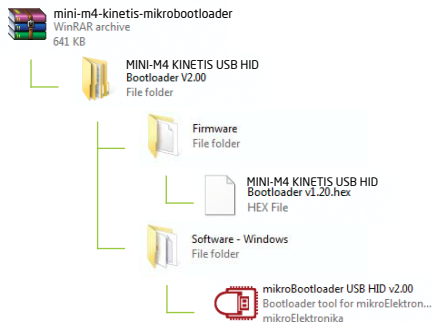 mini-m4-kinetis-mikrobootloader
WinRAR archive
641 KB
MINI-M4 KINETIS USB HID
Bootloader V2.00
File folder
Firmware
File folder
MINI-M4 KINETIS USB HID
Bootloader v1.20.hex
HEX File
Software - Windows
File folder
mikroBootloader USB HID v2.00
Bootloader tool for mikroElektron...
mikroElektronika